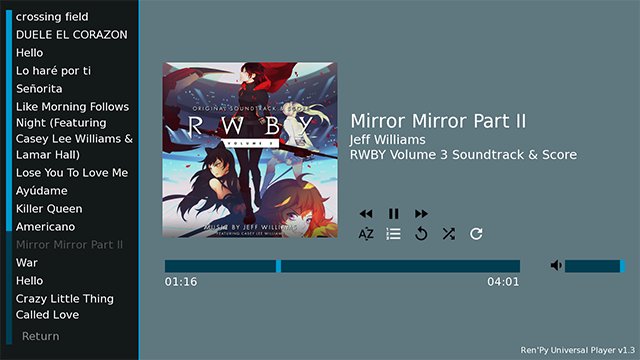 crossing field
DUELE EL CORAZON
Hello
Lo haré por ti
Señorita
Like Morning Follows
Night (Featuring
Casey Lee Williams &
Lamar Hall)
Lose You To Love Me
Ayúdame
Killer Queen
Americano
Mirror Mirror Part II
War
Hello
Crazy Little Thing
Called Love
Return
ORIGINAL SOUNDTRACK & SCORE
RWBY
VOLUME 3
MUSIC BY JEFF WILLIAMS
FEATURING CASEY LEE WILLIAMS
Mirror Mirror Part II
Jeff Williams
RWBY Volume 3 Soundtrack & Score
01:16
04:01
Ren'Py Universal Player v1.3